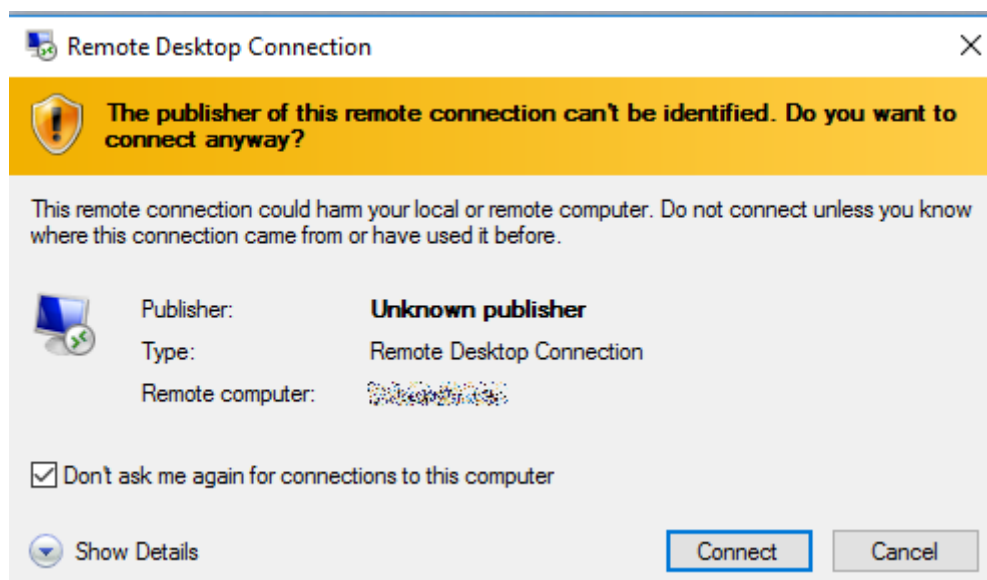 Remote Desktop Connection
The publisher of this remote connection can't be identified. Do you want to
connect anyway?
This remote connection could harm your local or remote computer. Do not connect unless you know
where this connection came from or have used it before.
Publisher: Unknown publisher
Type: Remote Desktop Connection
Remote computer:
Don't ask me again for connections to this computer
Show Details Connect Cancel